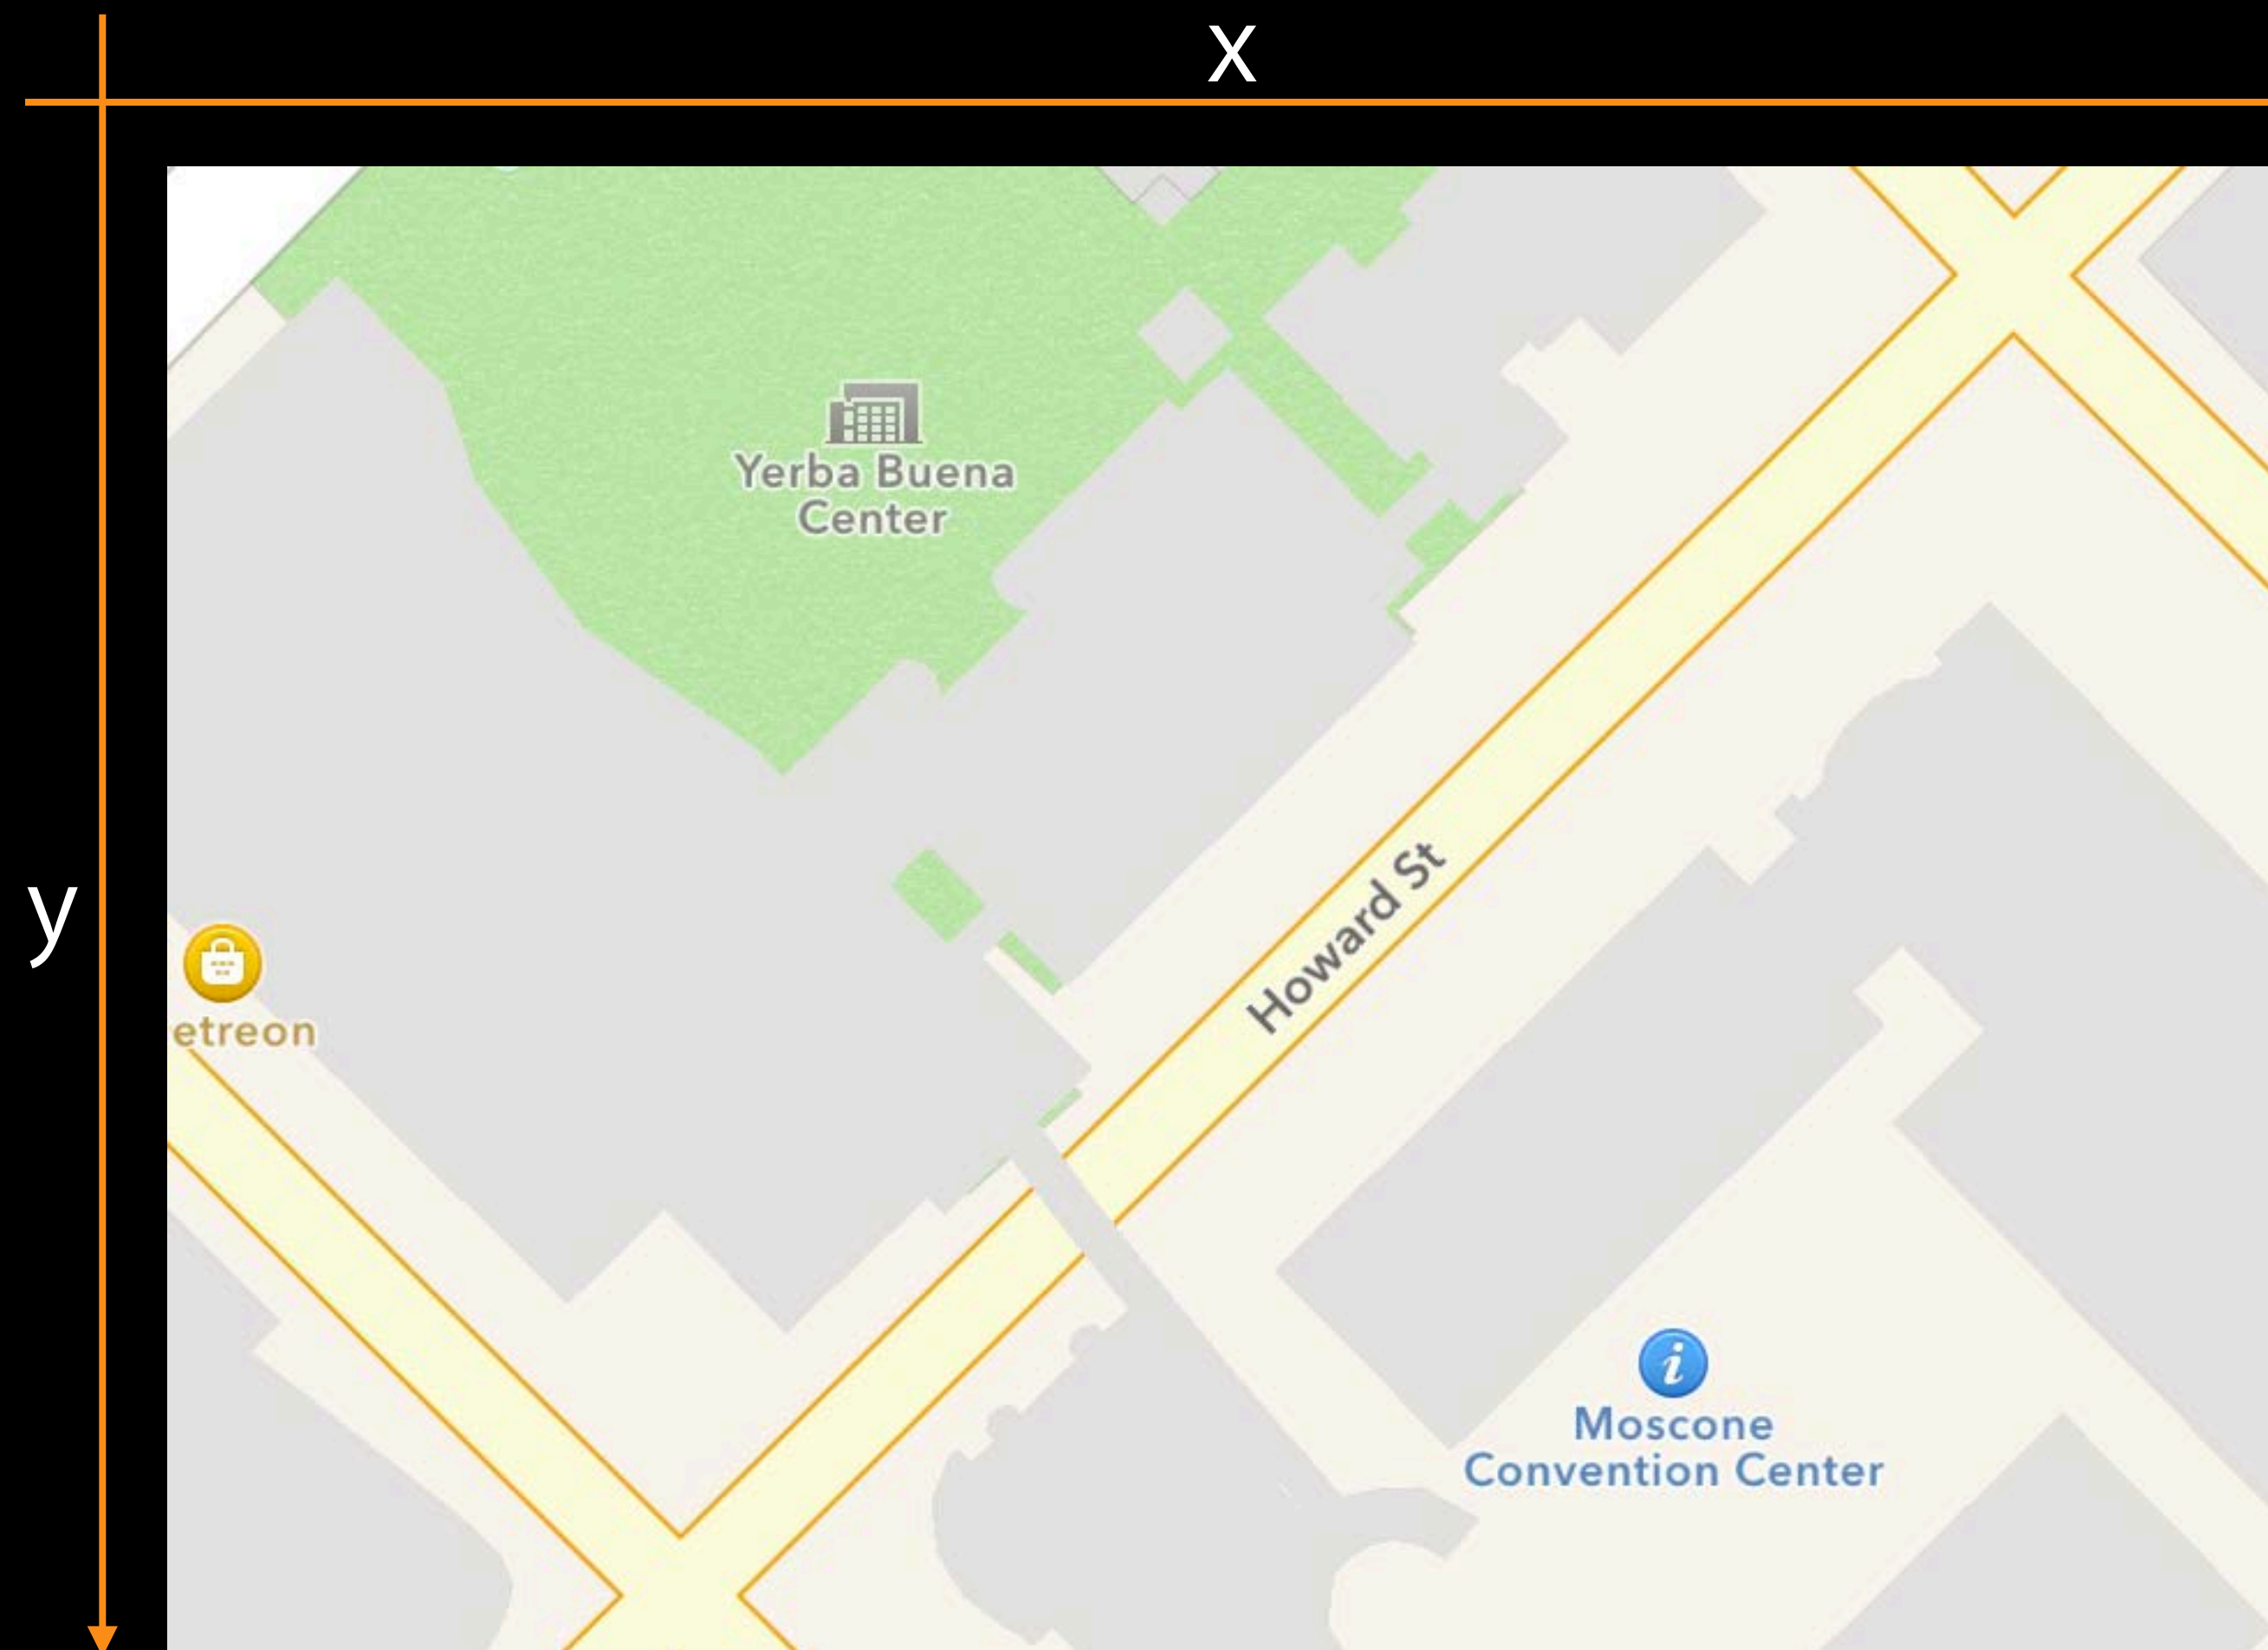 x
Yerba Buena
Center
Howard St
y
etreon
Moscone
Convention Center